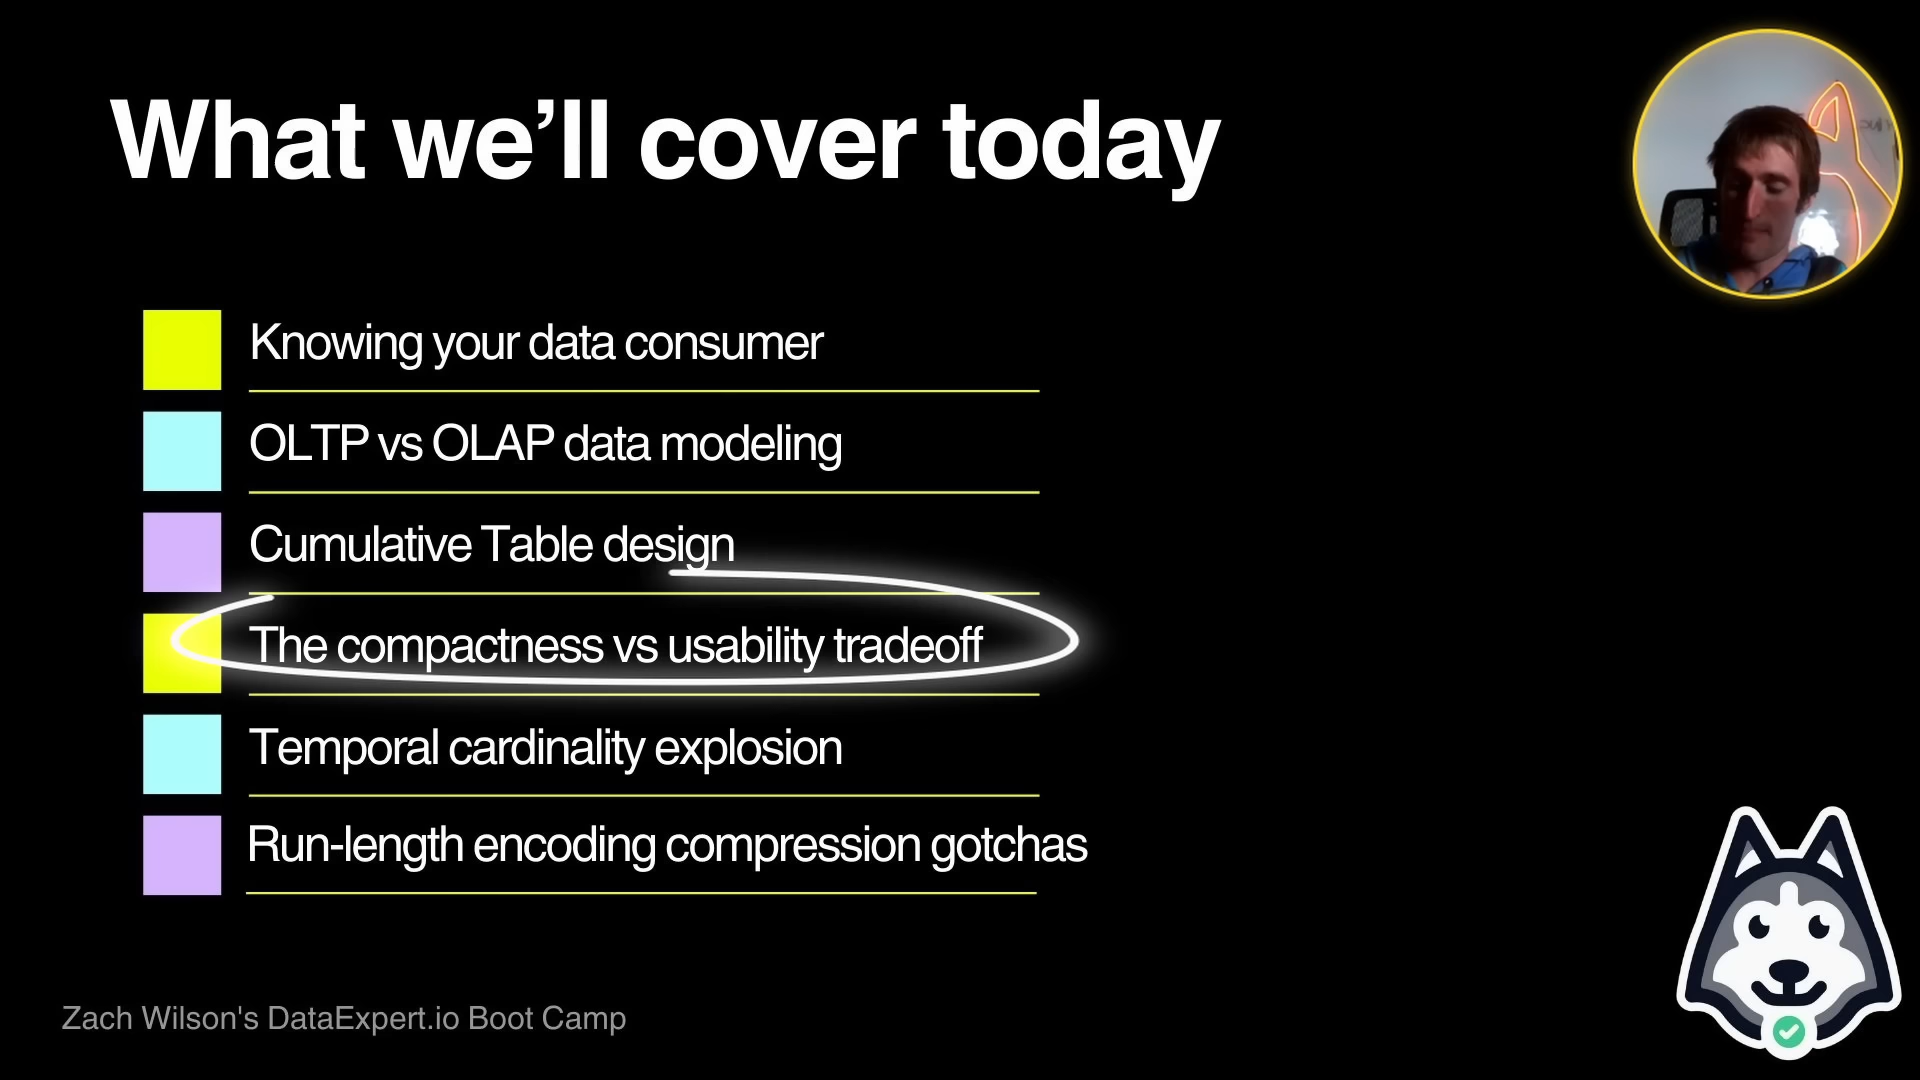 What we’ll cover today
Knowing your data consumer
OLTP vs OLAP data modeling
Cumulative Table design
The compactness vs usability tradeoff
Temporal cardinality explosion
Run-length encoding compression gotchas
Zach Wilson's DataExpert.io Boot Camp